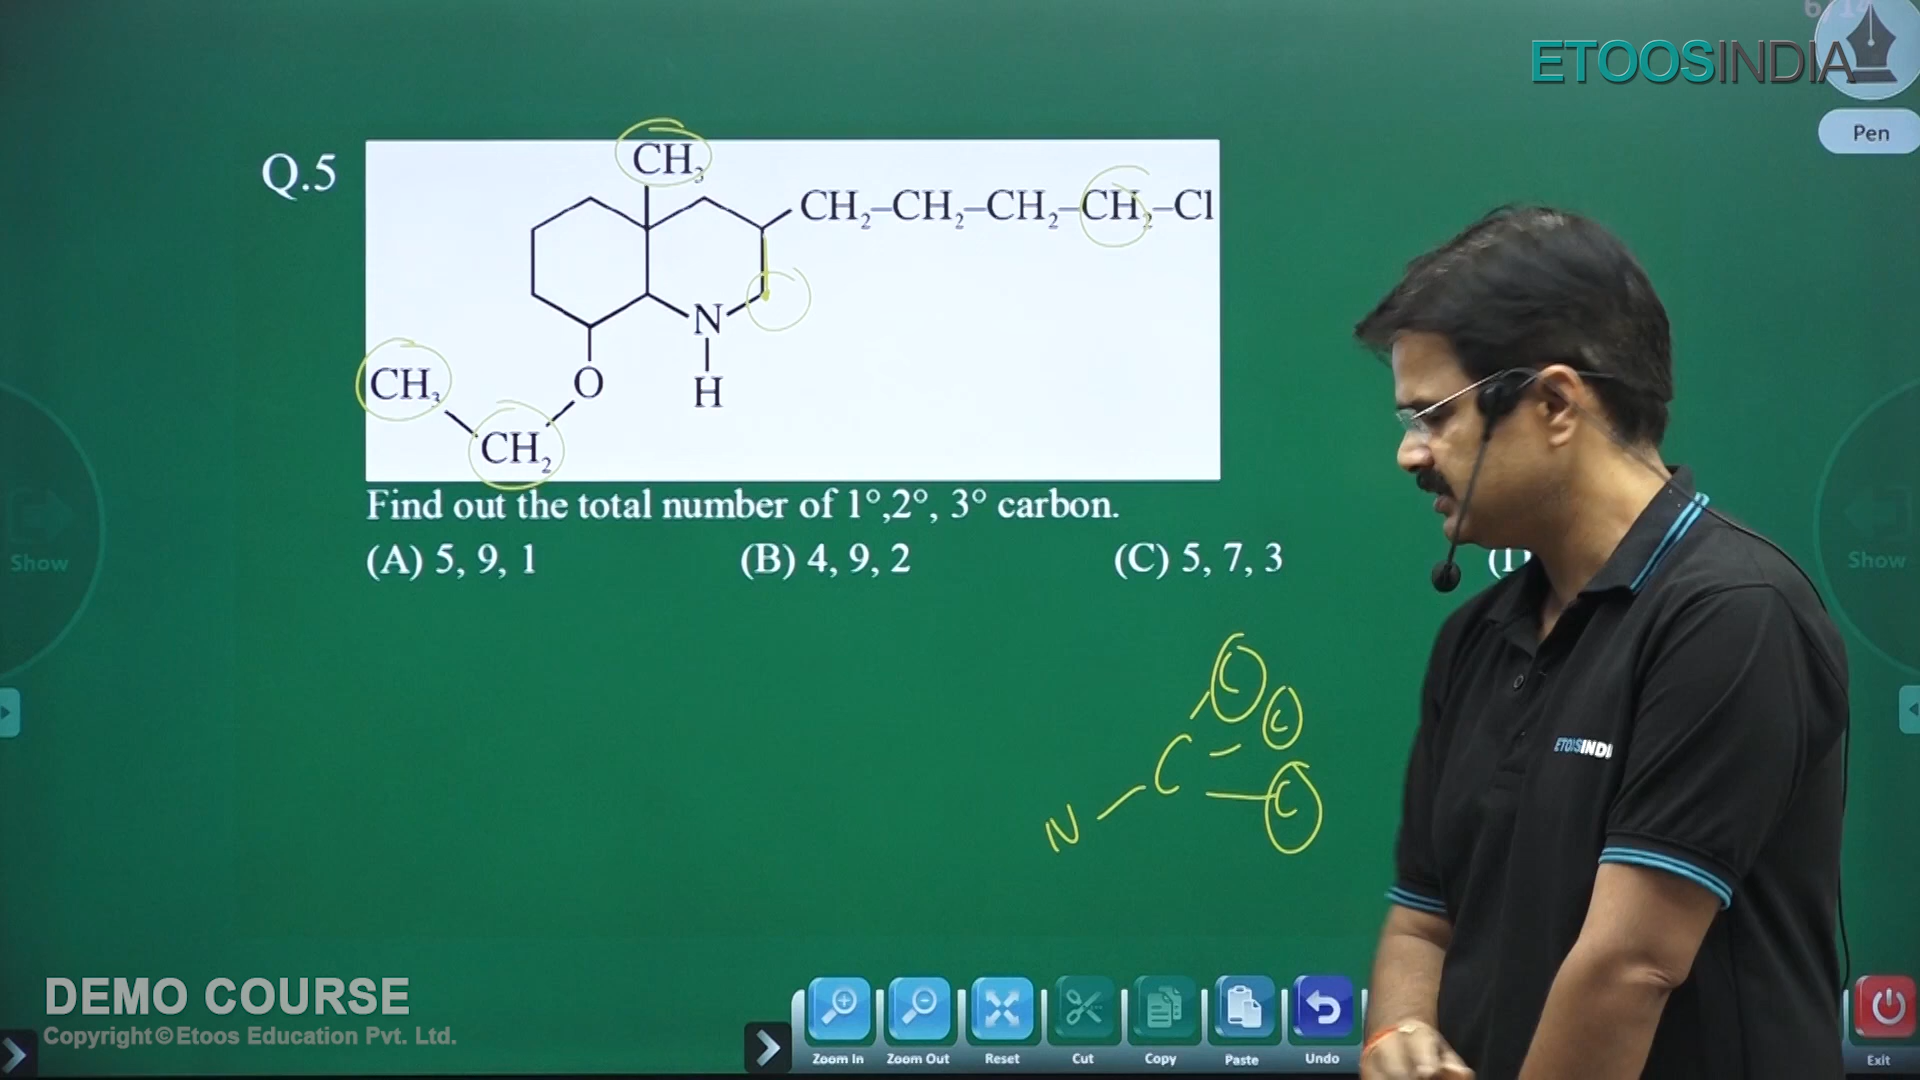 6/14
ETOOSINDIA
Pen
Q.5
CH3
CH2–CH2–CH2–CH2–Cl
N
H
O
CH3
CH2
Find out the total number of 1°,2°, 3° carbon.
(A) 5, 9, 1 (B) 4, 9, 2 (C) 5, 7, 3
Show
Show
C
C
C
C
N
ETOOSINDIA
DEMO COURSE
Copyright © Etoos Education Pvt. Ltd.
Zoom In Zoom Out Reset Cut Copy Paste Undo Exit